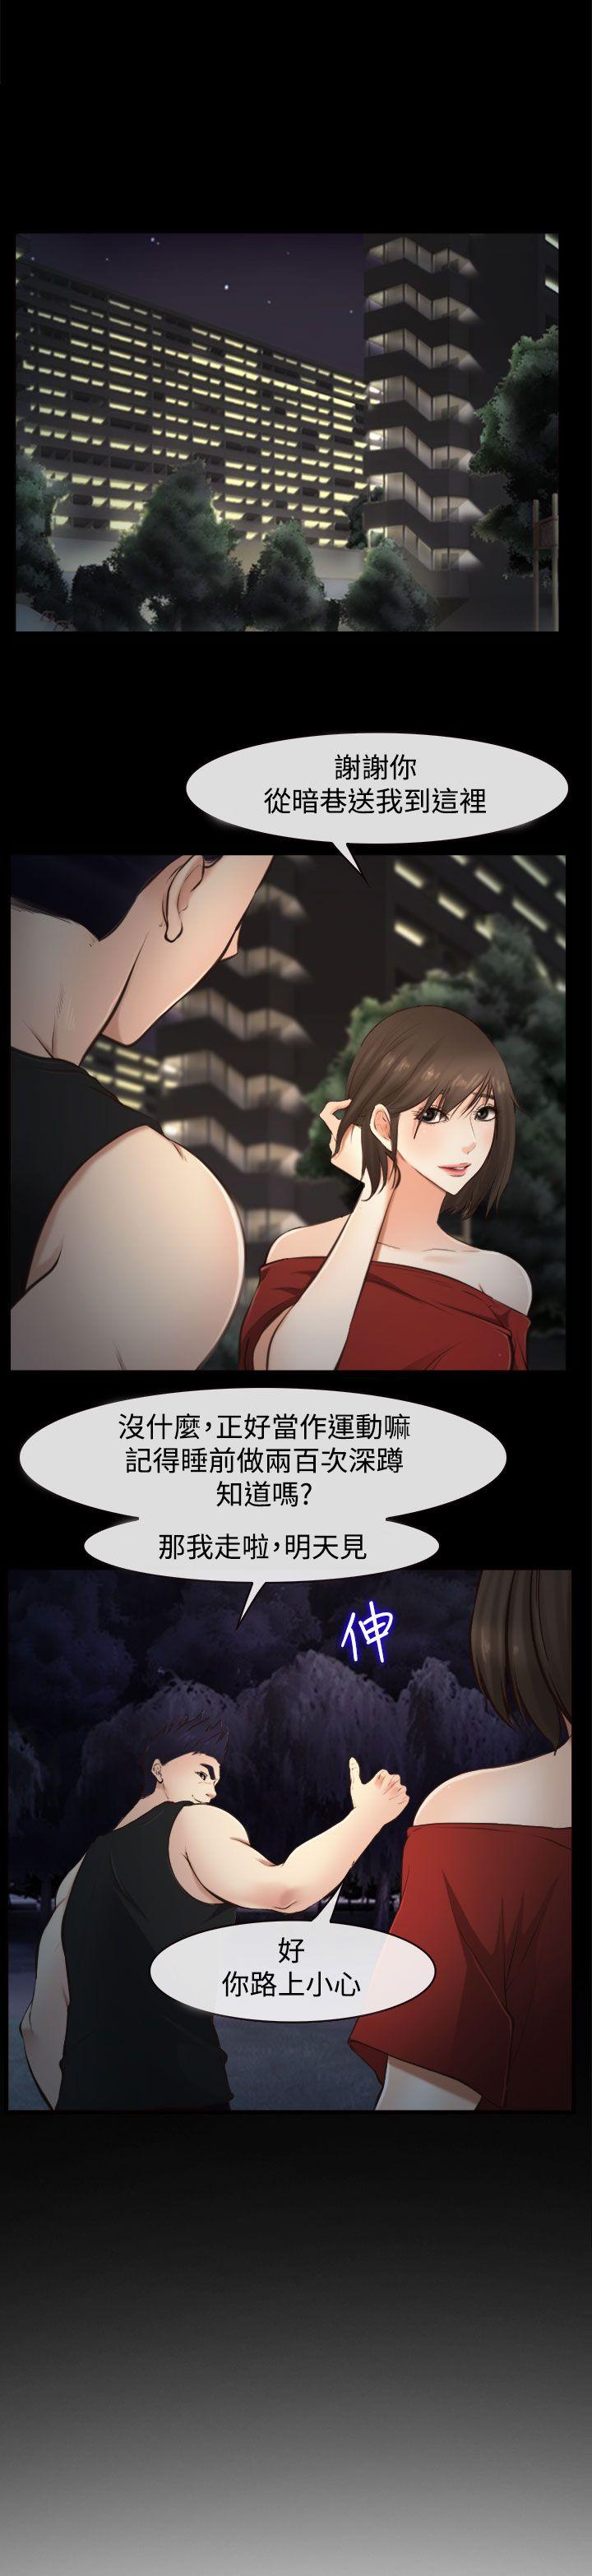 謝謝你
從暗巷送我到這裡
沒什麼，正好當作運動嘛
記得睡前做兩百次深蹲
知道嗎?
那我走啦，明天見
伸
好
你路上小心